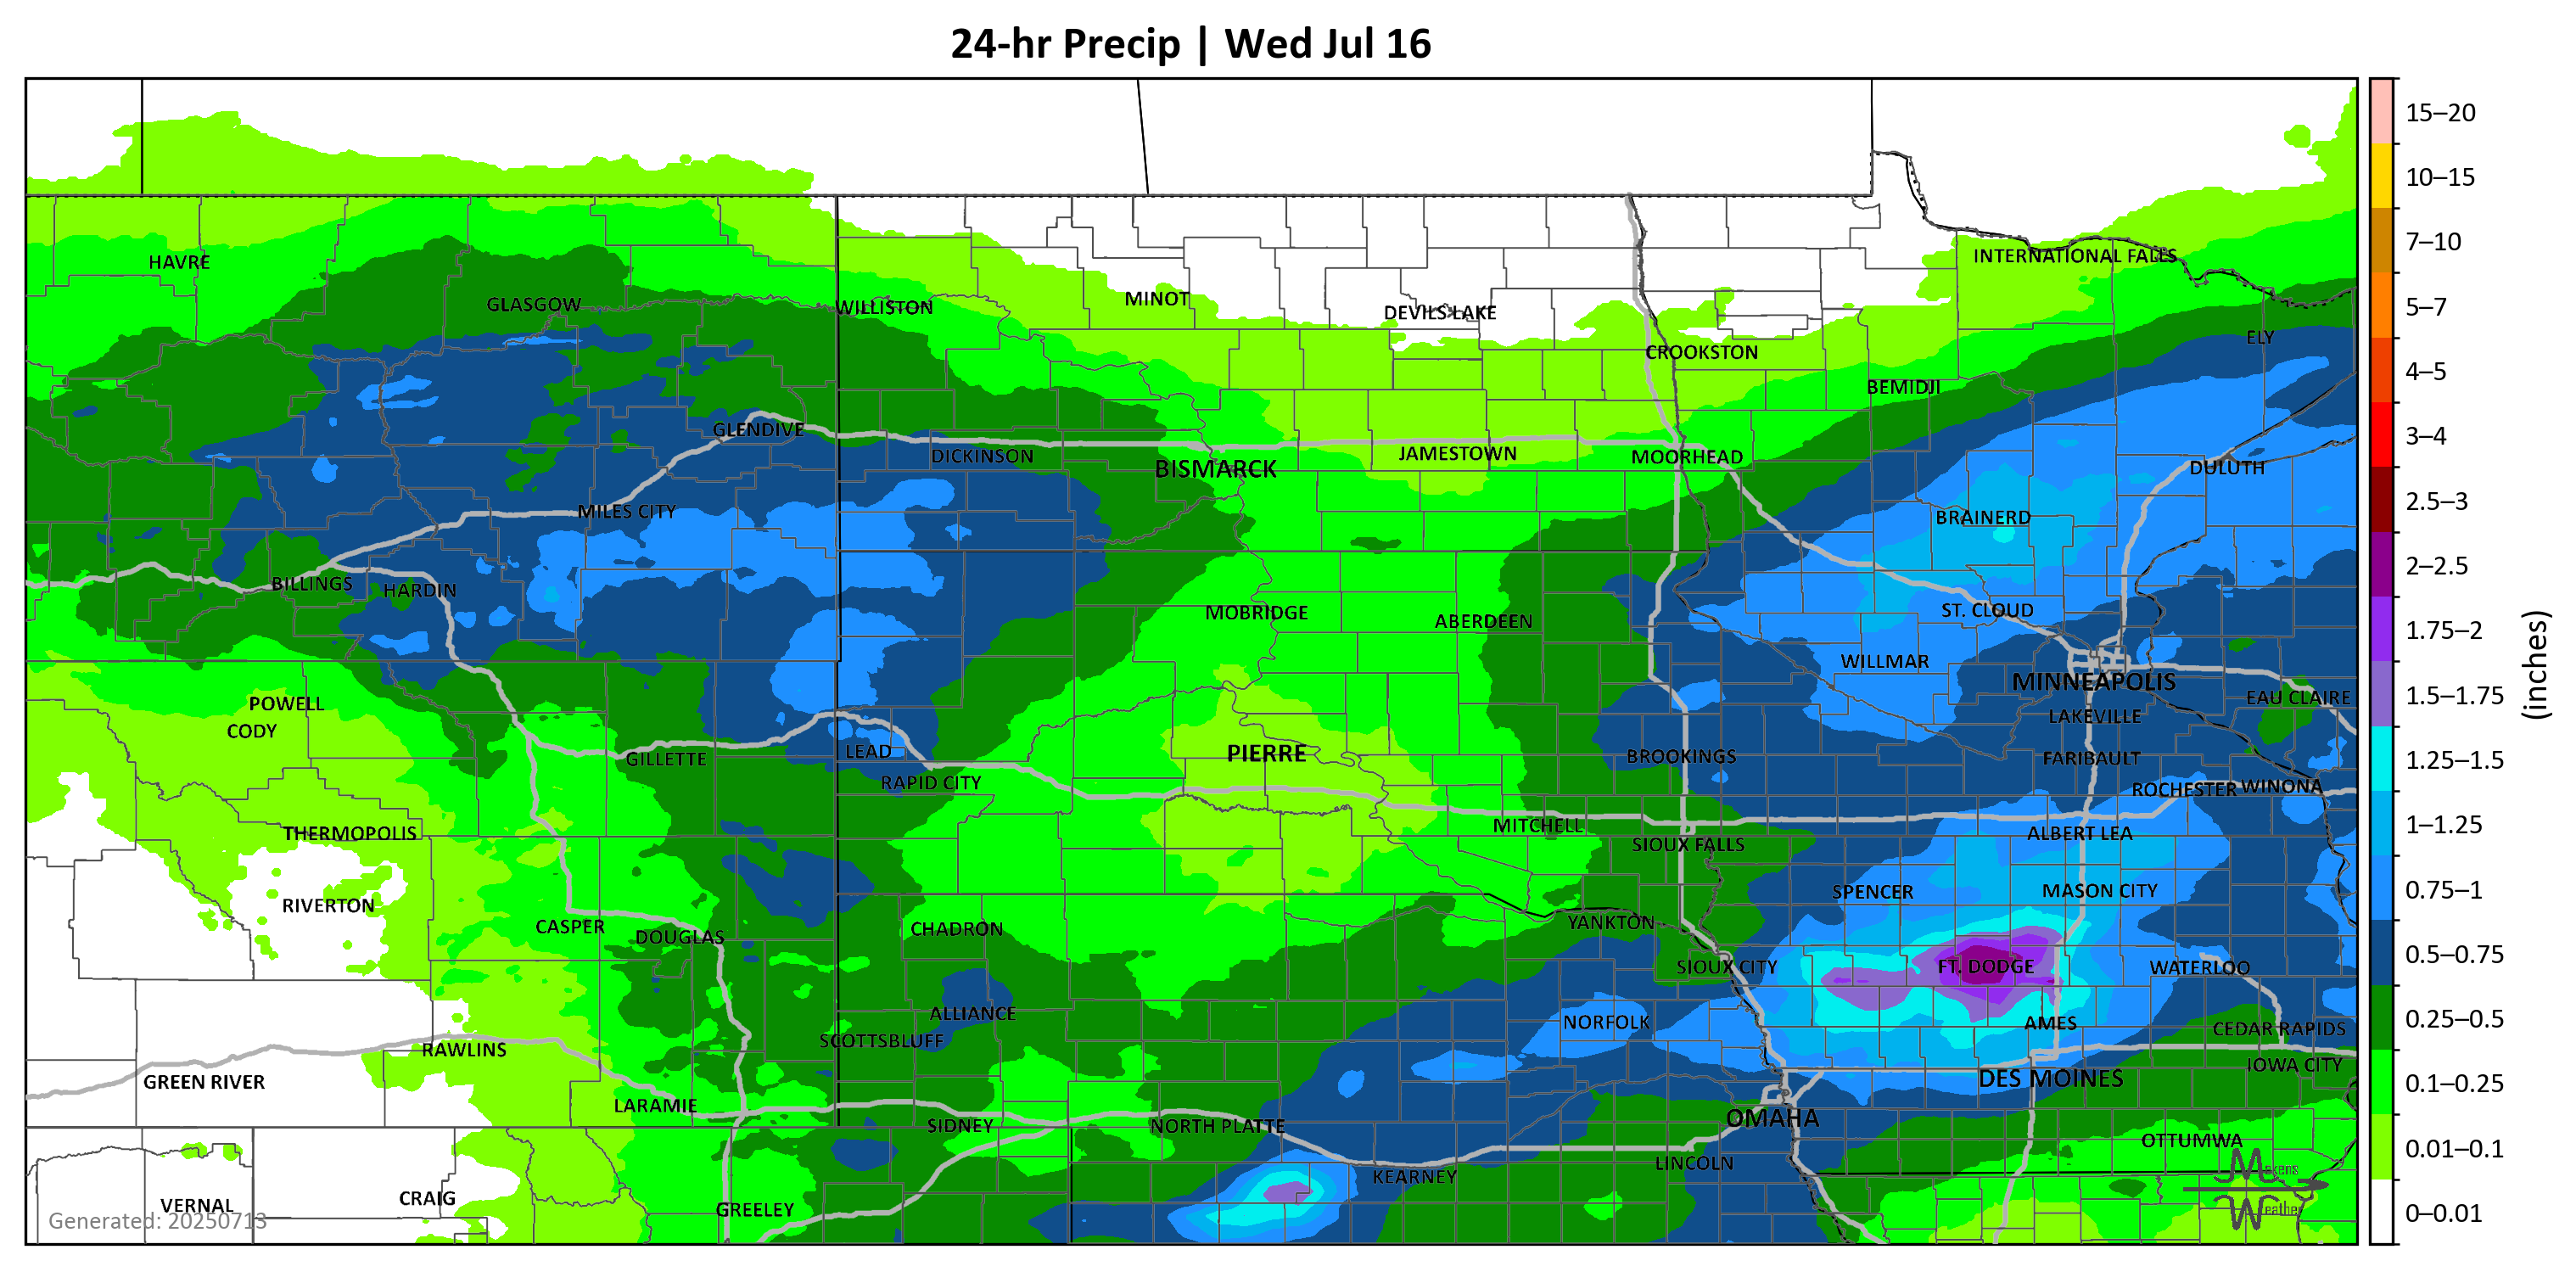 24-hr Precip | Wed Jul 16
15–20
10–15
7–10
5–7
4–5
3–4
2.5–3
2–2.5
1.75–2
1.5–1.75
1.25–1.5
1–1.25
0.75–1
0.5–0.75
0.25–0.5
0.1–0.25
0.01–0.1
0–0.01
(inches)
HAVRE
GLASGOW
WILLISTON
MINOT
DEVILS LAKE
INTERNATIONAL FALLS
ELY
CROOKSTON
BEMIDJI
GLENDIVE
DICKINSON
BISMARCK
JAMESTOWN
MOORHEAD
DULUTH
MILES CITY
BRAINERD
BILLINGS
HARDIN
MOBRIDGE
ABERDEEN
ST. CLOUD
WILLMAR
MINNEAPOLIS
EAU CLAIRE
POWELL
CODY
LAKEVILLE
GILLETTE
LEAD
PIERRE
BROOKINGS
FARIBAULT
RAPID CITY
ROCHESTER
WINONA
THERMOPOLIS
MITCHELL
SIOUX FALLS
ALBERT LEA
RIVERTON
SPENCER
MASON CITY
CASPER
DOUGLAS
CHADRON
YANKTON
SIOUX CITY
FT. DODGE
WATERLOO
ALLIANCE
NORFOLK
AMES
CEDAR RAPIDS
SCOTTSBLUFF
RAWLINS
IOWA CITY
GREEN RIVER
DES MOINES
LARAMIE
SIDNEY
NORTH PLATTE
OMAHA
OTTUMWA
KEARNEY
LINCOLN
VERNAL
CRAIG
GREELEY
Generated: 20250713
Makens
Weather